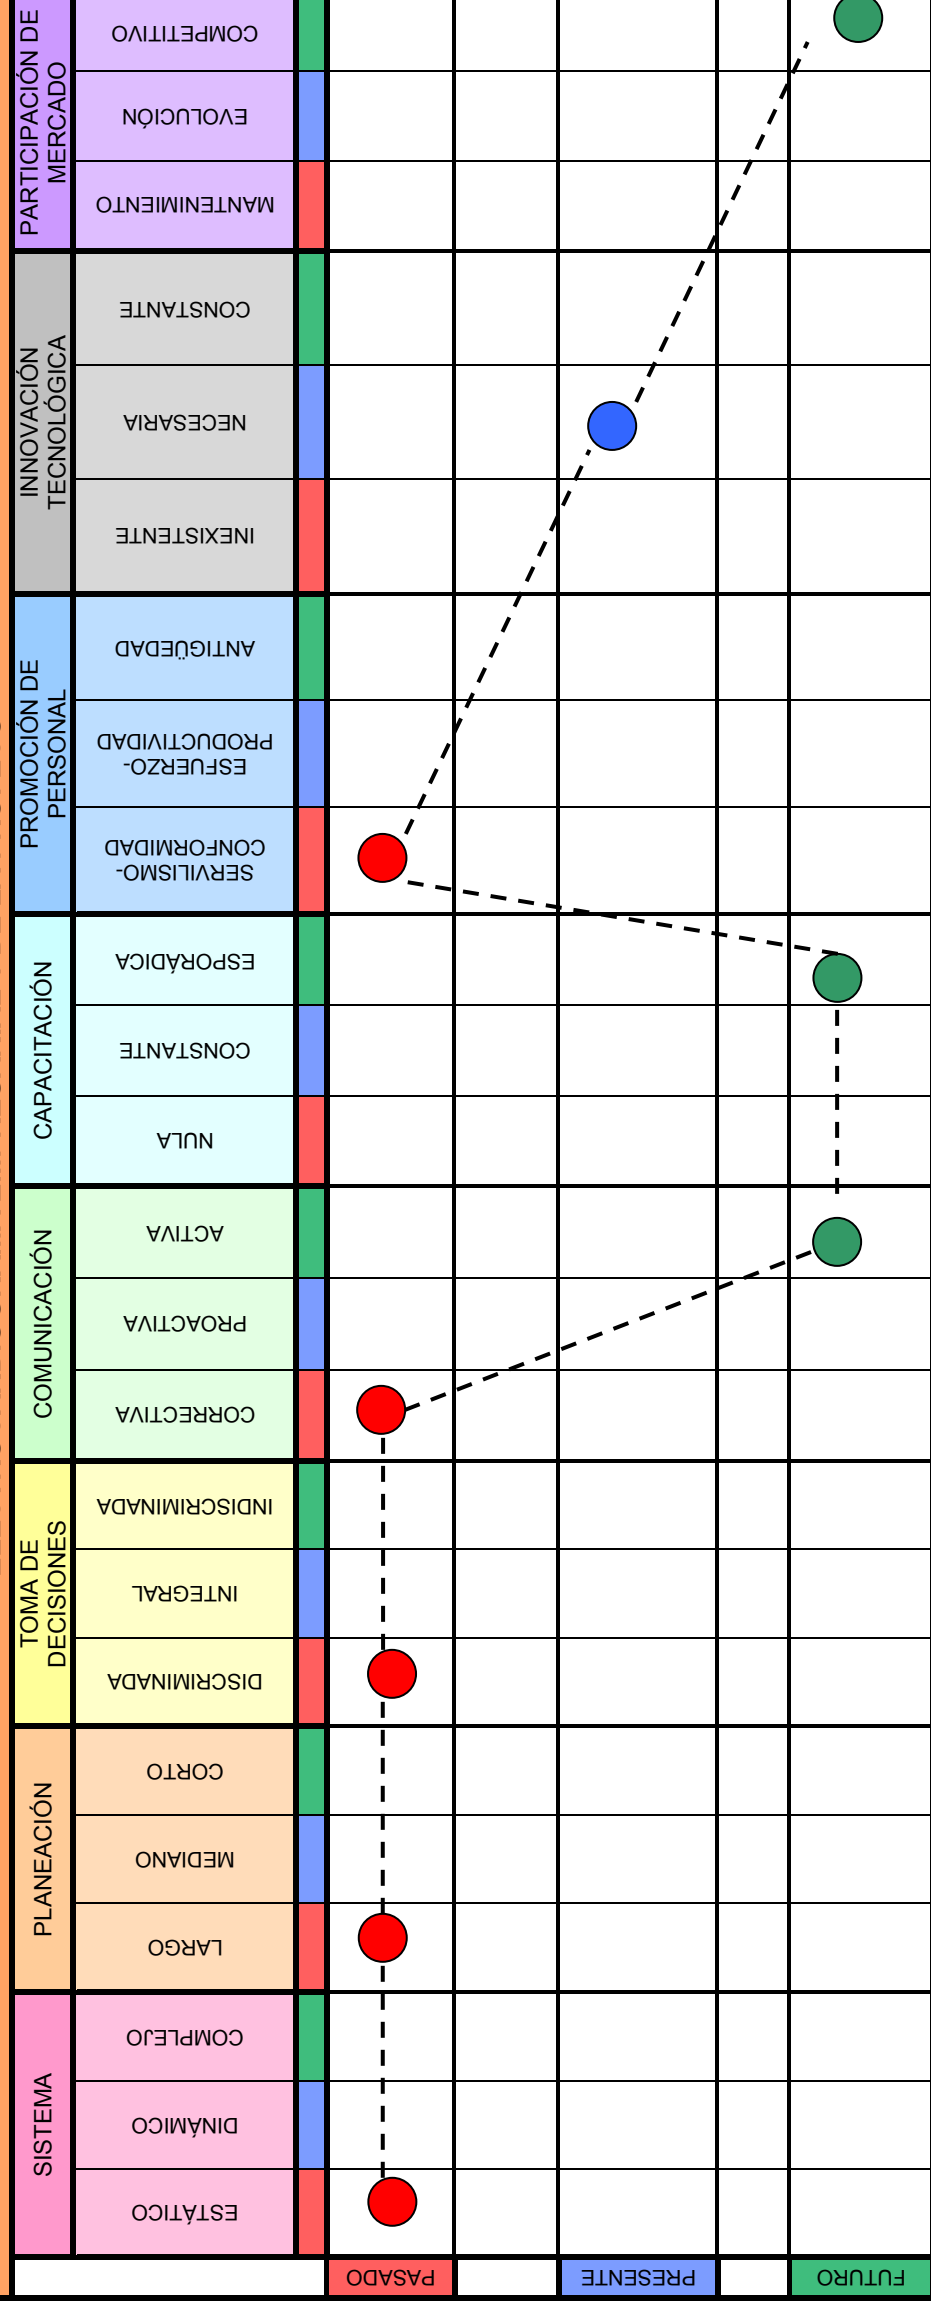 SISTEMA
ESTÁTICO
DINÁMICO
COMPLEJO
PLANEACIÓN
LARGO
MEDIANO
CORTO
TOMA DE
DECISIONES
DISCRIMINADA
INTEGRAL
INDISCRIMINADA
COMUNICACIÓN
CORRECTIVA
PROACTIVA
ACTIVA
CAPACITACIÓN
NULA
CONSTANTE
ESPORÁDICA
PROMOCIÓN DE
PERSONAL
SERVILISMO-
CONFORMIDAD
ESFUERZO-
PRODUCTIVIDAD
ANTIGÜEDAD
INNOVACIÓN
TECNOLÓGICA
INEXISTENTE
NECESARIA
CONSTANTE
PARTICIPACIÓN DE
MERCADO
MANTENIMIENTO
EVOLUCIÓN
COMPETITIVO
PASADO
PRESENTE
FUTURO